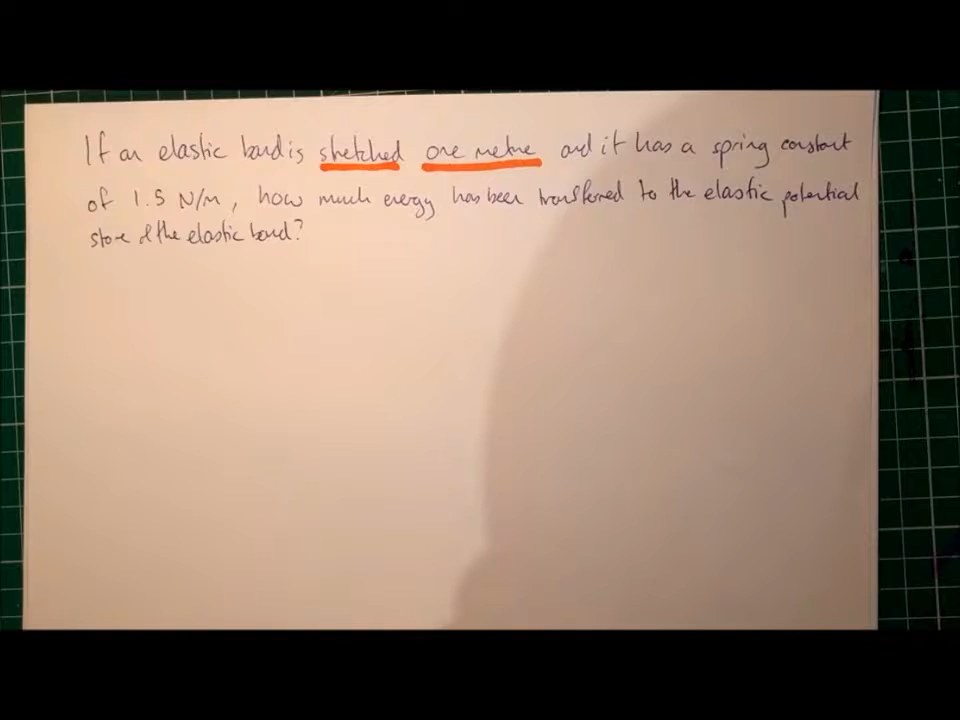 If an elastic band is stretched one metre and it has a spring constant
of 1.5 N/m, how much energy has been transferred to the elastic potential
store of the elastic band?